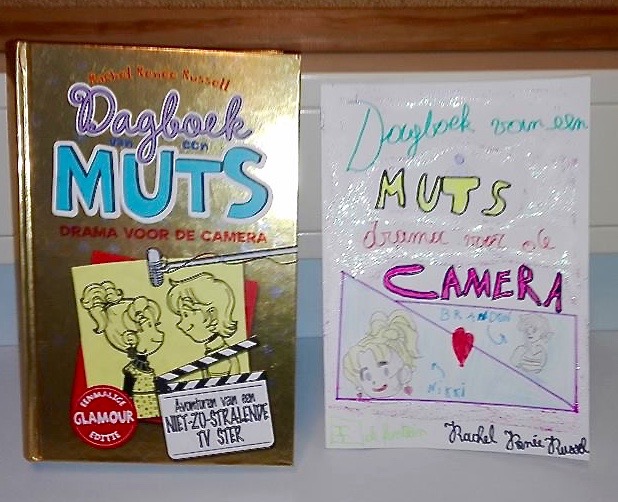 Rachel Renée Russell
Dagboek
van een
MUTS
DRAMA VOOR DE CAMERA
EENMALIGE
GLAMOUR
EDITIE
Avonturen van een
NIET-ZO-STRALENDE
TV STER
Dagboek van een
MUTS
drama voor de
CAMERA
BRANDON
Nikki
Rachel Renée Russel